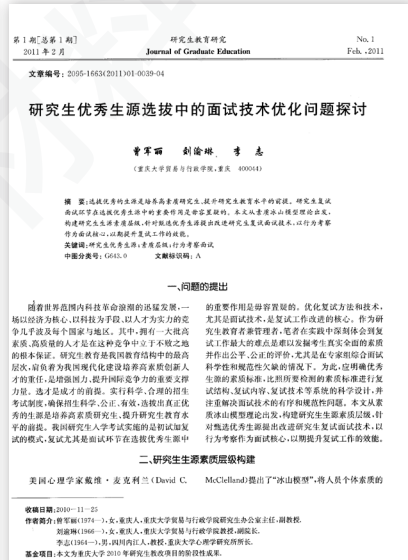 第1期[总第1期]
研究生教育研究
No. 1
2011年2月
Journal of Graduate Education
Feb. ,2011
文章编号：2095-1663(2011)01-0039-04
研究生优秀生源选拔中的面试技术优化问题探讨
曾军丽 刘渝琳 李志
(重庆大学贸易与行政学院,重庆 400044)
摘 要:选拔优秀的生源是培养高素质研究生、提升研究生教育水平的前提。研究生复试
面试环节在选拔优秀生源中的重要作用是毋容置疑的。本文从素质冰山模型理论出发,
构建研究生生源素质层级,针对甄选优秀生源提出改进研究生复试面试技术,以行为考察
作为面试核心,以期提升复试工作的效能。
关键词:研究生优秀生源;素质层级;行为考察面试
中图分类号: G643.0 文献标识码: A
一、问题的提出
随着世界范围内科技革命浪潮的迅猛发展,一
场以经济为核心、以科技为手段、以人才为实力的竞
争几乎波及每个国家与地区。其中,拥有一大批高
素质、高质量的人才是在这种竞争中立于不败之地
的根本保证。研究生教育是我国教育结构中的最高
层次,肩负着为我国现代化建设培养高素质创新人
才的重任,是增强国力、提升国际竞争力的重要支撑
力量。选才是成才的前提。实行科学、合理的招生
考试制度,确保招生科学、公正、有效,选拔出真正优
秀的生源是培养高素质研究生、提升研究生教育水
平的前提。我国研究生入学考试实施的是初试加复
试的模式,复试尤其是面试环节在选拔优秀生源中
的重要作用是毋容置疑的。优化复试方法和技术,
尤其是面试技术,是复试工作改进的核心。作为研
究生教育者兼管理者,笔者在实践中深刻体会到复
试工作最大的难点是难以发掘考生真实全面的素质
并作出公平、公正的评价,尤其是在专家组综合面试
科学性和规范性欠缺的情况下。为此,应明确优秀
生源的素质标准,比照所要检测的素质标准进行复
试结构、复试内容、复试技术等系统的科学设计,并
注重解决面试技术的有序和规范性问题。本文从素
质冰山模型理论出发,构建研究生生源素质层级,针
对甄选优秀生源提出改进研究生复试面试技术,以
行为考察作为面试核心,以期提升复试工作的效能。
二、研究生生源素质层级构建
美国心理学家戴维·麦克利兰(David C.
McClelland)提出了“冰山模型”,将人员个体素质的
收稿日期:2010-11-25
作者简介:曾军丽(1974—),女,重庆人,重庆大学贸易与行政学院研究生办公室主任,副教授.
刘渝琳(1966—),女,重庆人,重庆大学贸易与行政学院教授,副院长.
李志(1964—),男,四川内江人,教授,重庆大学心理学研究所所长.
基金项目:本文为重庆大学2010年研究生教改项目的阶段性成果.